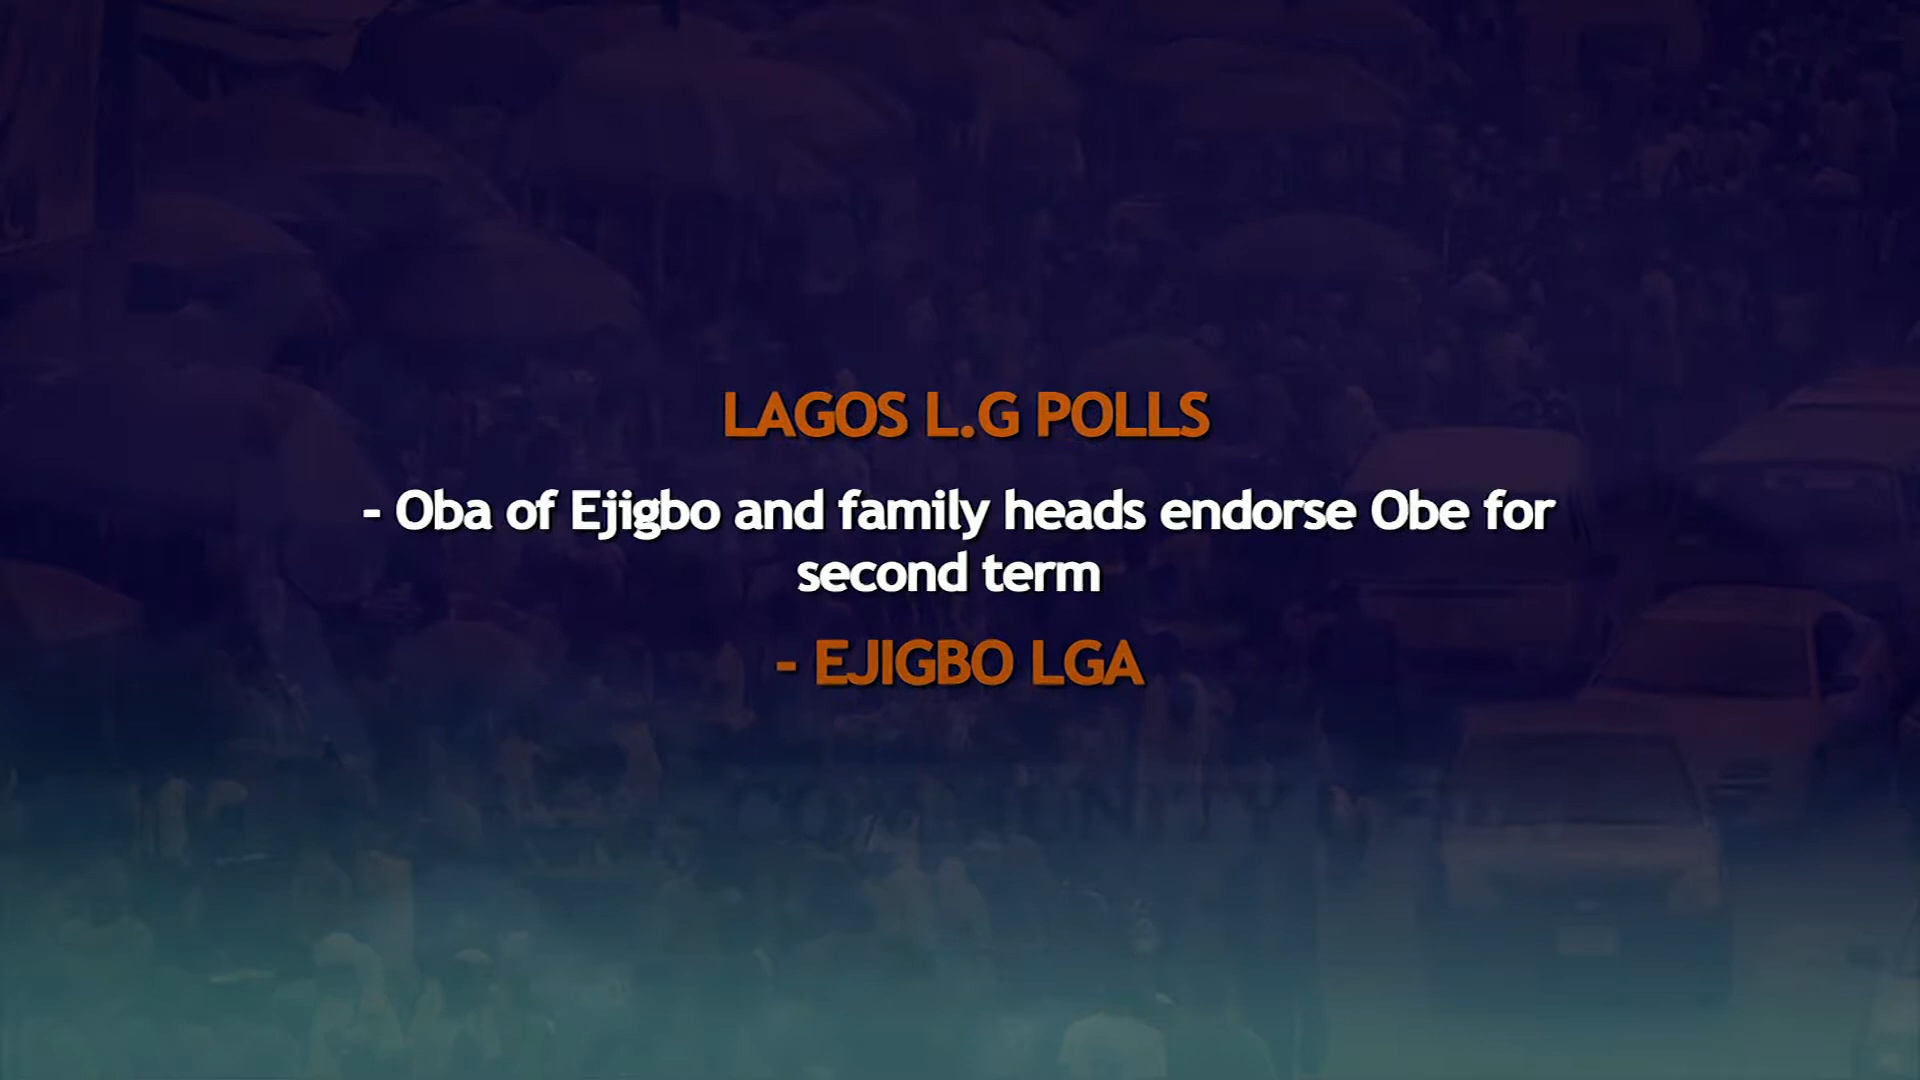 LAGOS L.G POLLS
- Oba of Ejigbo and family heads endorse Obe for
second term
- EJIGBO LGA